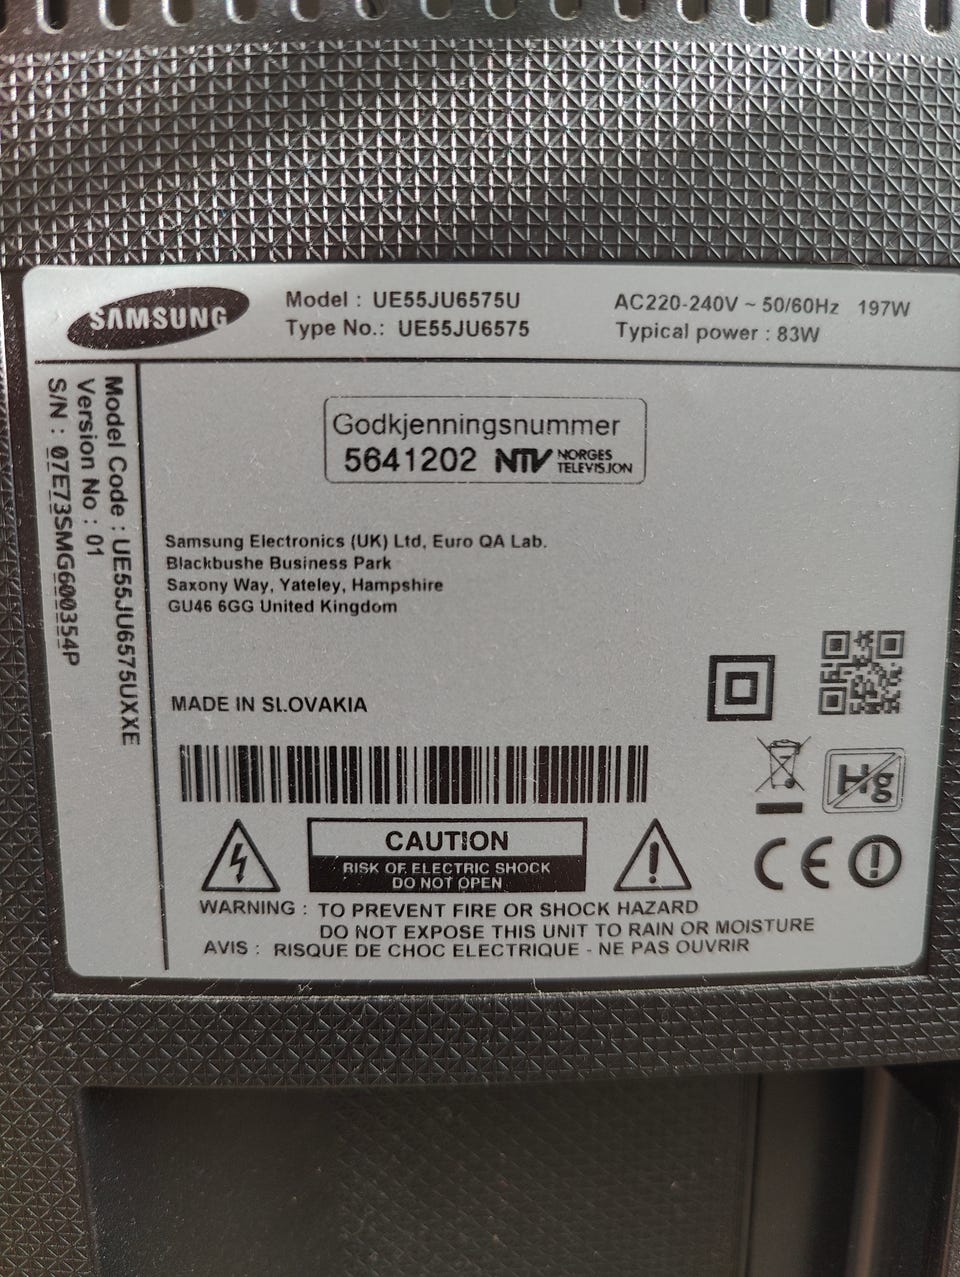 SAMSUNG
Model : UE55JU6575U
Type No.: UE55JU6575
AC220-240V ~ 50/60Hz 197W
Typical power : 83W
Model Code : UE55JU6575UXXE
Version No : 01
S/N : 07E73SMG600354P
Godkjenningsnummer
5641202 NTV NORGES
TELEVISJON
Samsung Electronics (UK) Ltd, Euro QA Lab.
Blackbushe Business Park
Saxony Way, Yateley, Hampshire
GU46 6GG United Kingdom
MADE IN SLOVAKIA
Hg
CAUTION
RISK OF ELECTRIC SHOCK
DO NOT OPEN
CE
WARNING : TO PREVENT FIRE OR SHOCK HAZARD
DO NOT EXPOSE THIS UNIT TO RAIN OR MOISTURE
AVIS : RISQUE DE CHOC ELECTRIQUE - NE PAS OUVRIR